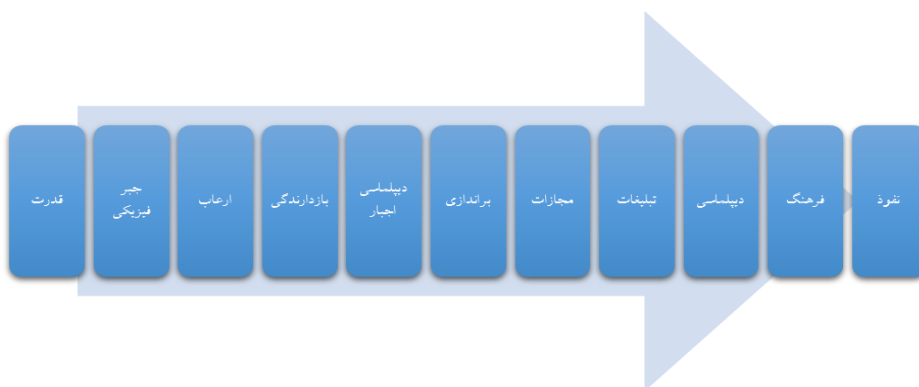 قدرت
جبر
فیزیکی
ارعاب
بازدارندگی
دیپلماسی
اجبار
براندازی
مجازات
تبلیغات
دیپلماسی
فرهنگ
نفوذ